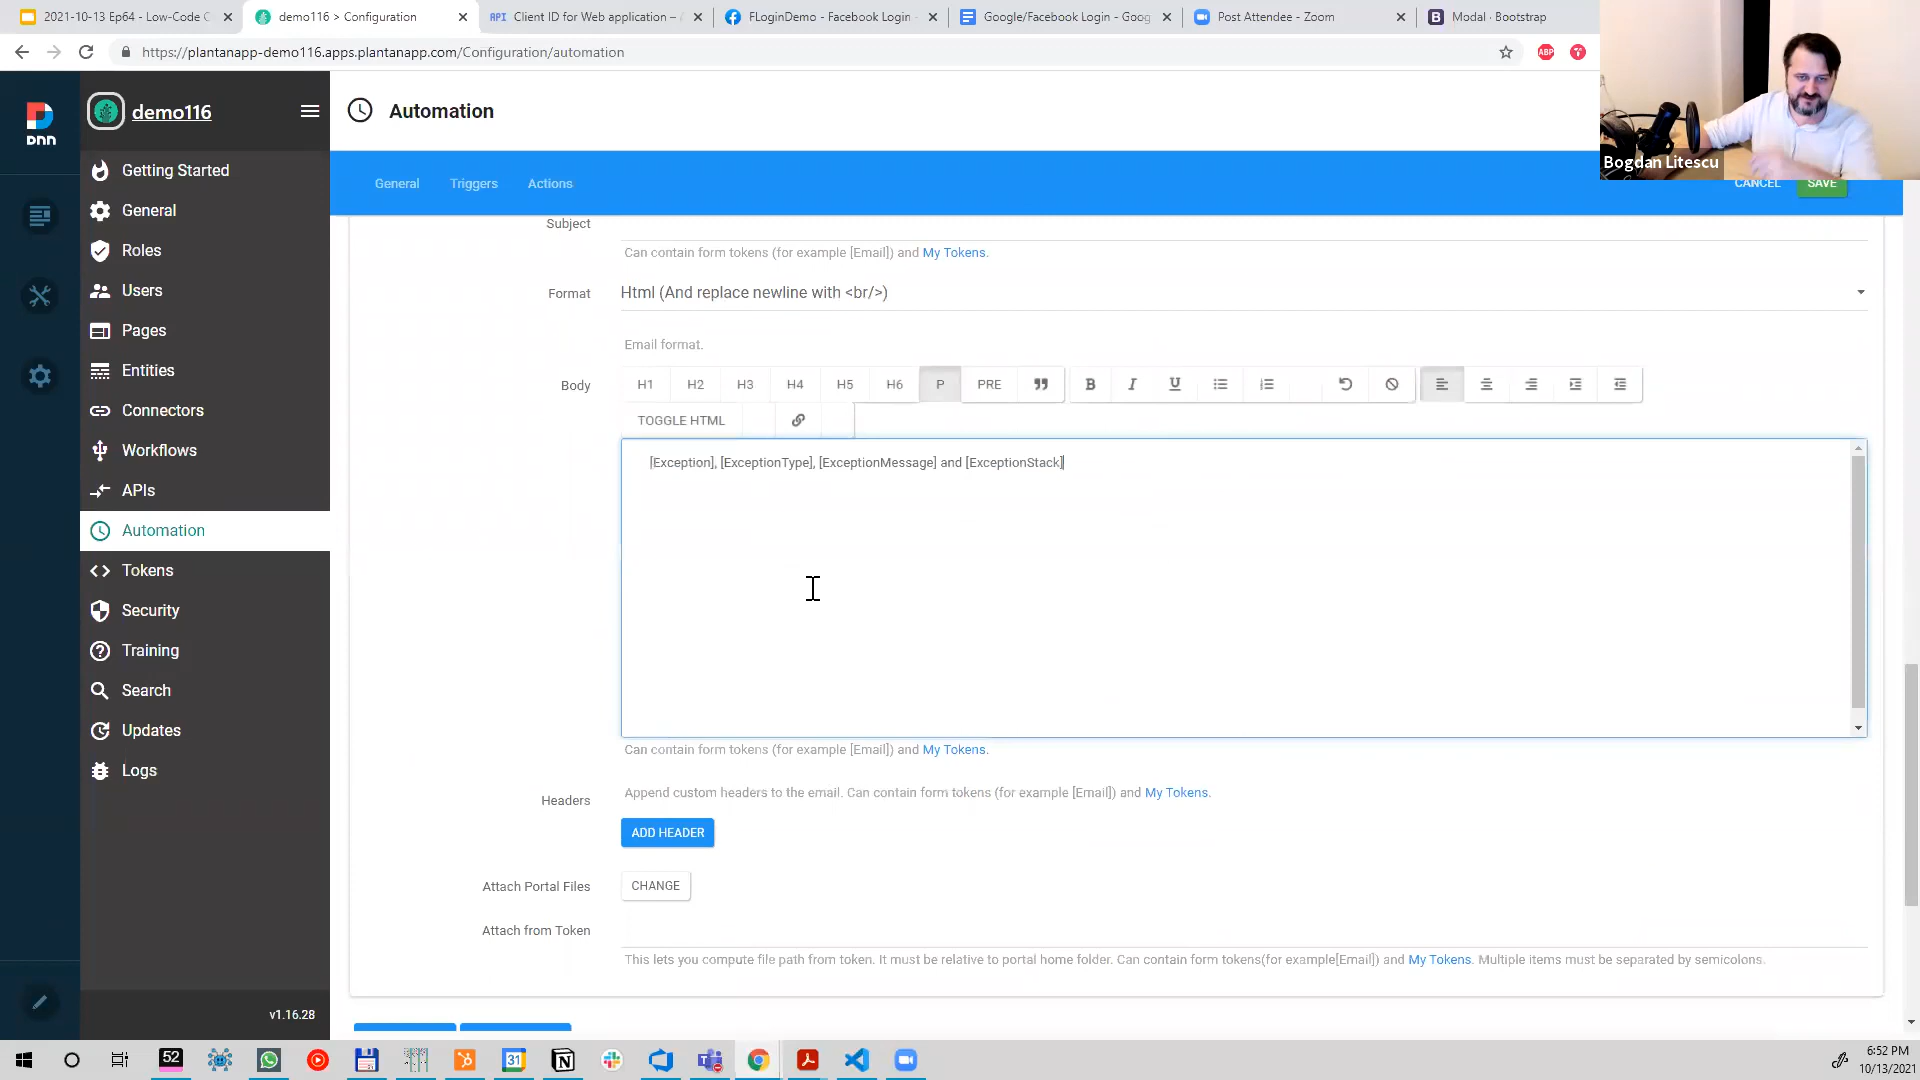 2021-10-13 Ep64 - Low-Code C
demo116 > Configuration
API Client ID for Web application –
FLoginDemo - Facebook Login -
Google/Facebook Login - Goog
Post Attendee - Zoom
B Modal · Bootstrap
https://plantanapp-demo116.apps.plantanapp.com/Configuration/automation
ABP
Bogdan Litescu
Dnn
demo116
Automation
General
Triggers
Actions
CANCEL
SAVE
Getting Started
General
Roles
Users
Pages
Entities
Connectors
Workflows
APIs
Automation
Tokens
Security
Training
Search
Updates
Logs
v1.16.28
Subject
Can contain form tokens (for example [Email]) and My Tokens.
Format
Html (And replace newline with <br/>)
Email format.
Body
H1 H2 H3 H4 H5 H6 P PRE B I U
TOGGLE HTML
[Exception], [ExceptionType], [ExceptionMessage] and [ExceptionStack]
Can contain form tokens (for example [Email]) and My Tokens.
Headers
Append custom headers to the email. Can contain form tokens (for example [Email]) and My Tokens.
ADD HEADER
Attach Portal Files
CHANGE
Attach from Token
This lets you compute file path from token. It must be relative to portal home folder. Can contain form tokens(for example[Email]) and My Tokens. Multiple items must be separated by semicolons.
52
31
6:52 PM
10/13/2021